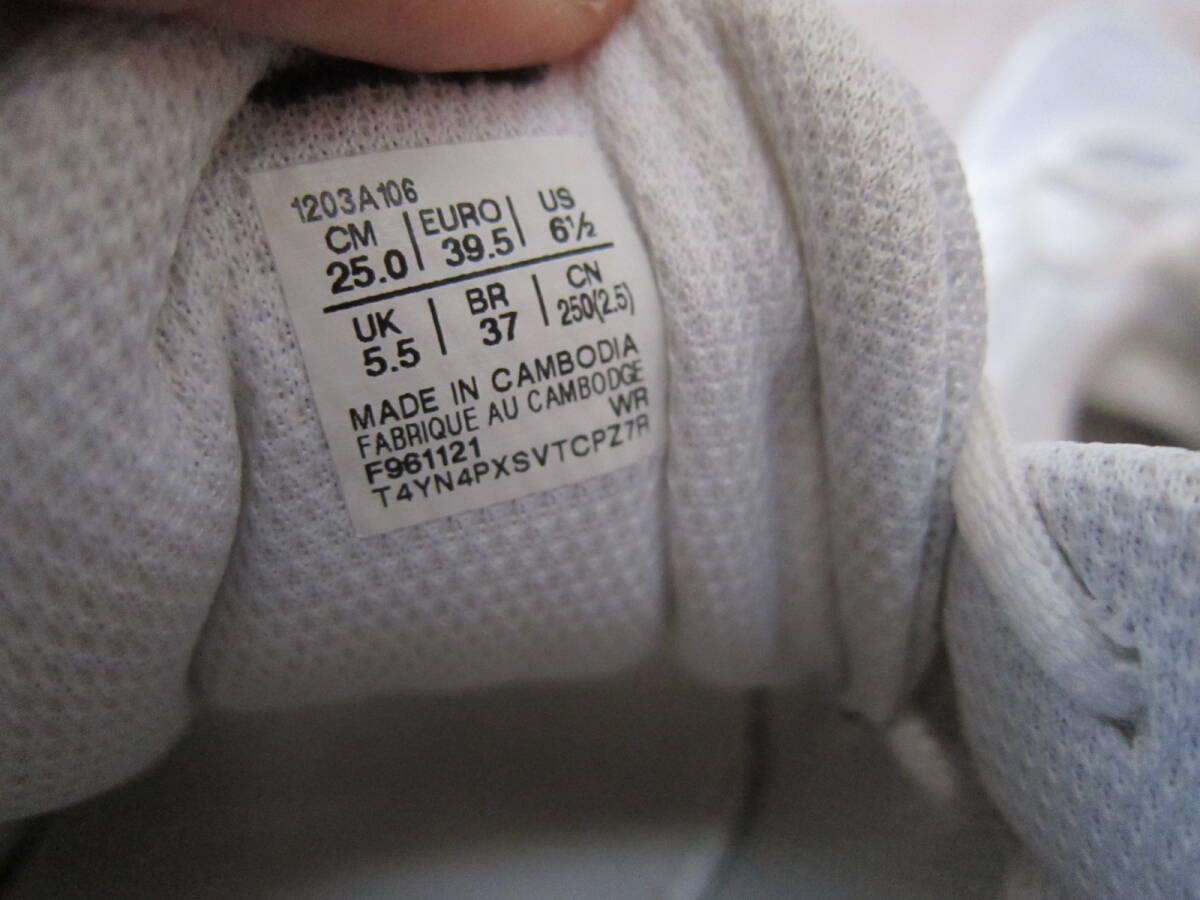 1203A106
CM | EURO | US
25.0 | 39.5 | 6½
UK | BR | CN
5.5 | 37 | 250(2.5)
MADE IN CAMBODIA
FABRIQUE AU CAMBODGE
F961121 WR
T4YN4PXSVTCPZ7R